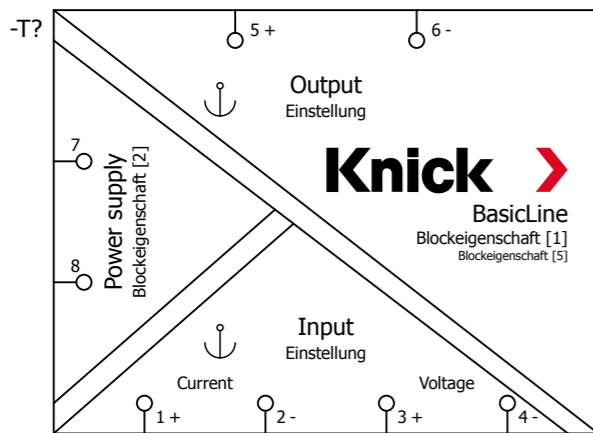 -T?
5 +
6 -
Output
Einstellung
7
8
Power supply
Blockeigenschaft [2]
Knick
BasicLine
Blockeigenschaft [1]
Blockeigenschaft [5]
Input
Einstellung
Current
Voltage
1 +
2 -
3 +
4 -